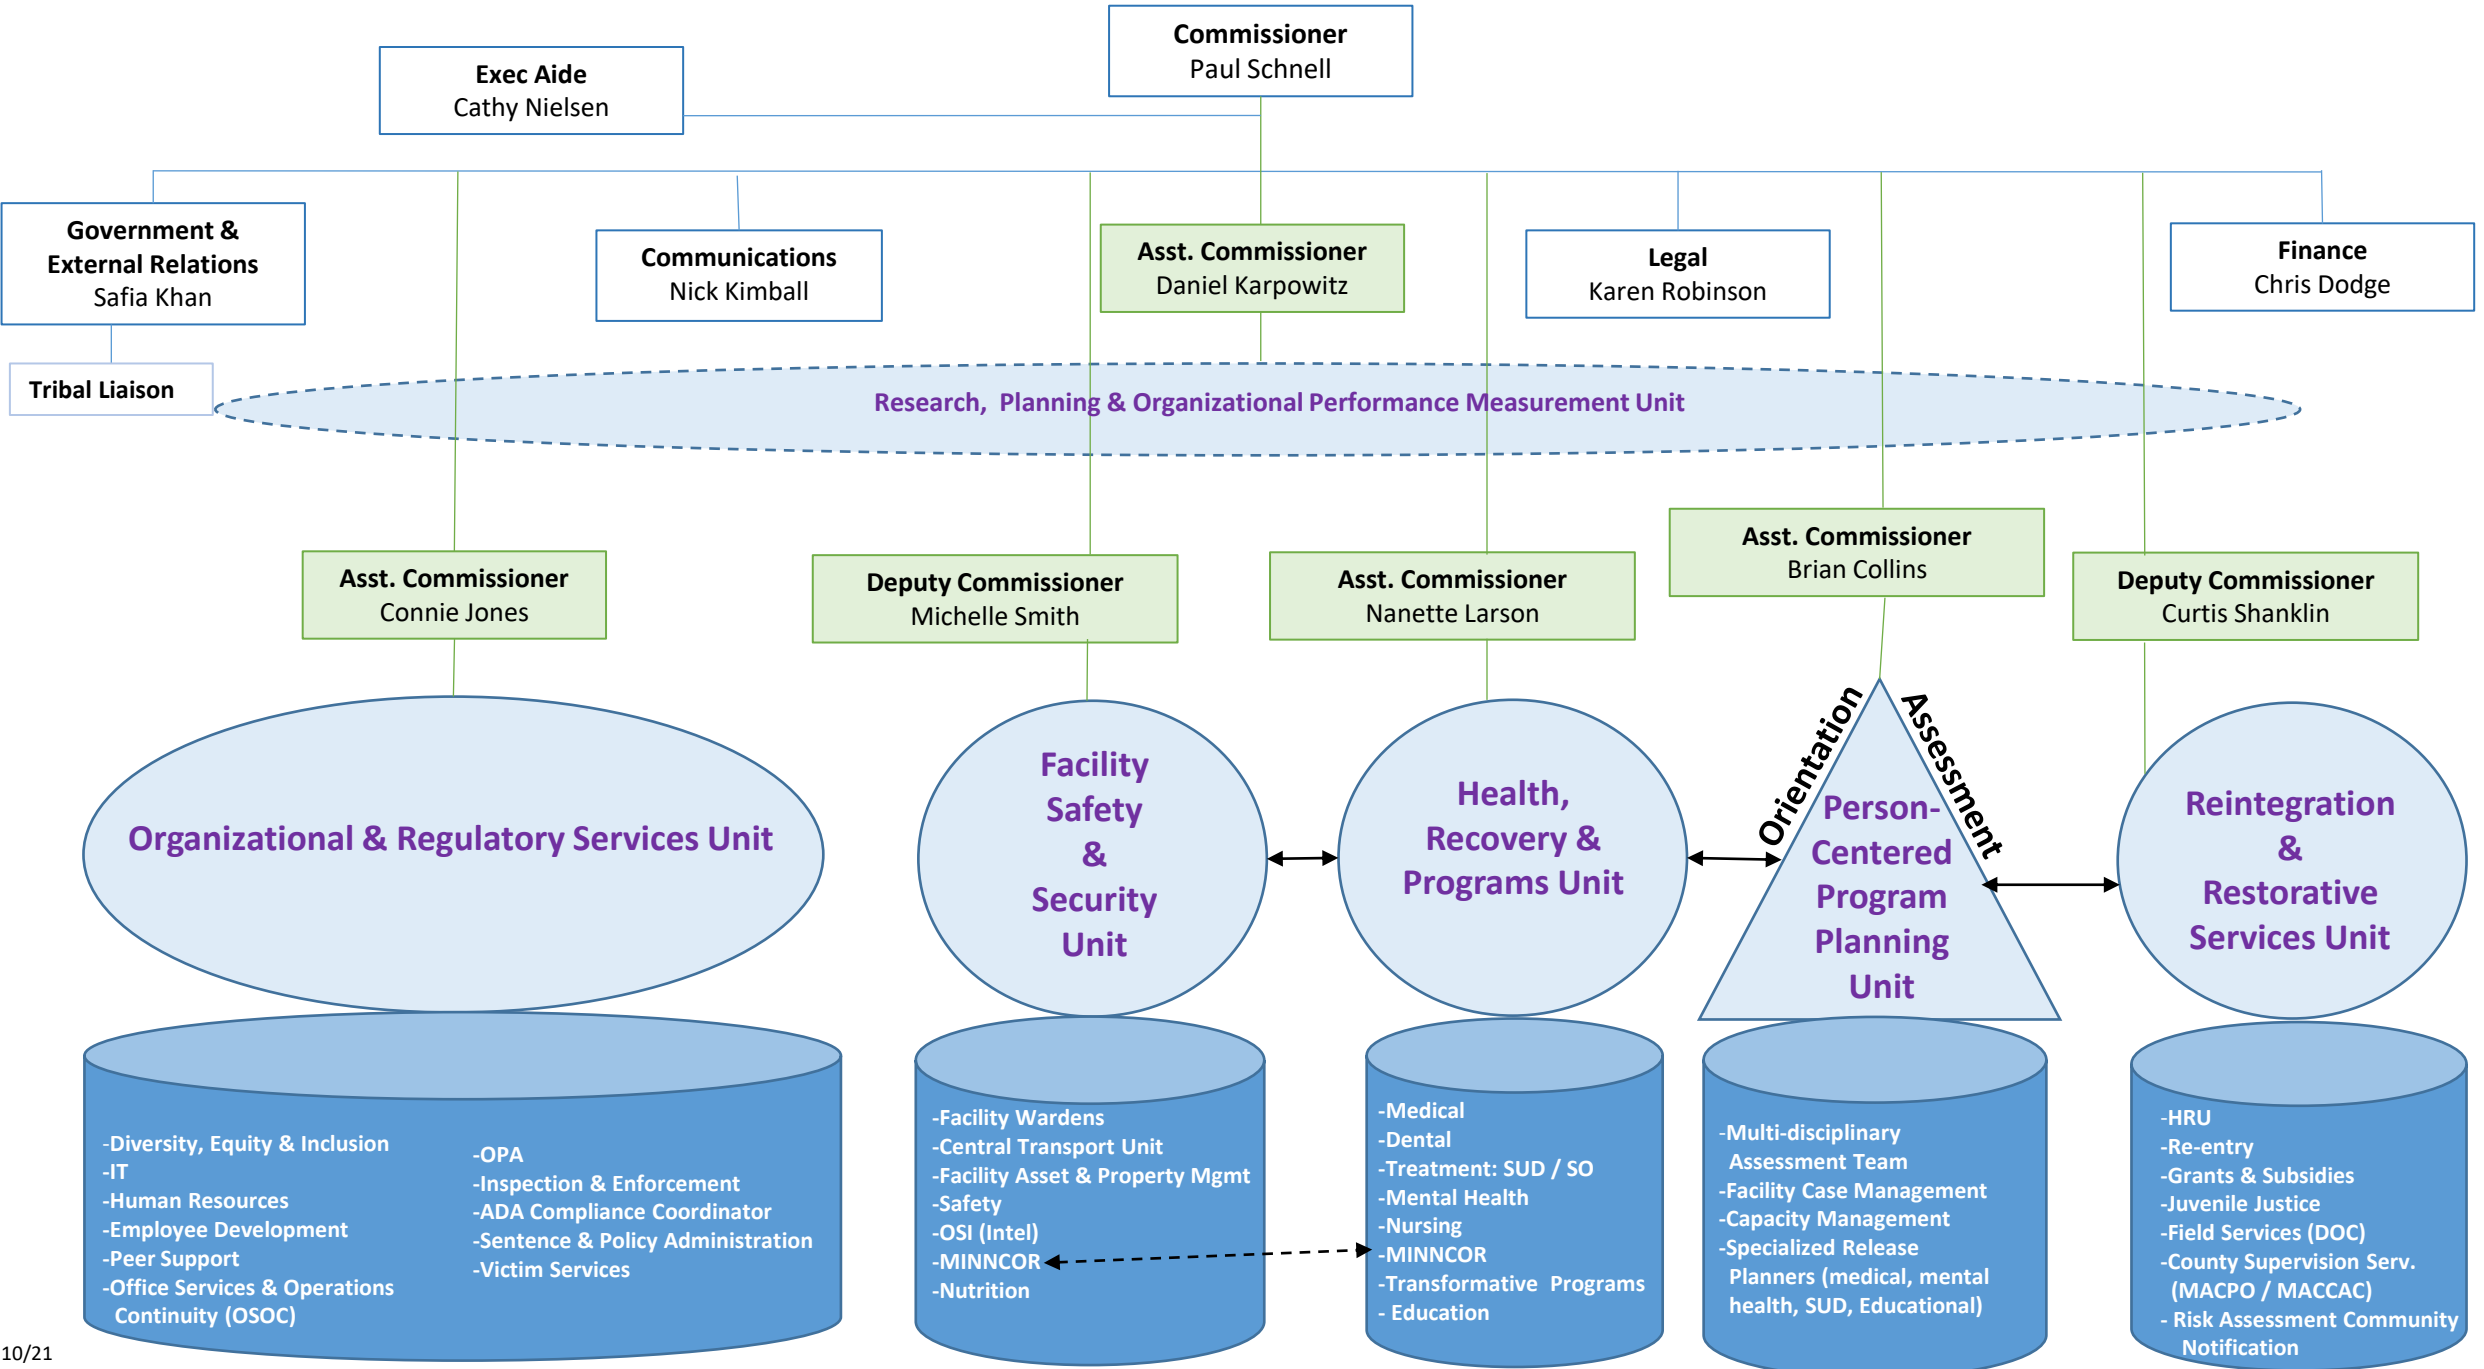 Commissioner
Paul Schnell
Exec Aide
Cathy Nielsen
Government &
External Relations
Safia Khan
Communications
Nick Kimball
Asst. Commissioner
Daniel Karpowitz
Legal
Karen Robinson
Finance
Chris Dodge
Tribal Liaison
Research, Planning & Organizational Performance Measurement Unit
Asst. Commissioner
Connie Jones
Deputy Commissioner
Michelle Smith
Asst. Commissioner
Nanette Larson
Asst. Commissioner
Brian Collins
Deputy Commissioner
Curtis Shanklin
Organizational & Regulatory Services Unit
Facility
Safety
&
Security
Unit
Health,
Recovery &
Programs Unit
Orientation
Assessment
Person-
Centered
Program
Planning
Unit
Reintegration
&
Restorative
Services Unit
-Diversity, Equity & Inclusion
-IT
-Human Resources
-Employee Development
-Peer Support
-Office Services & Operations
Continuity (OSOC)
-OPA
-Inspection & Enforcement
-ADA Compliance Coordinator
-Sentence & Policy Administration
-Victim Services
-Facility Wardens
-Central Transport Unit
-Facility Asset & Property Mgmt
-Safety
-OSI (Intel)
-MINNCOR
-Nutrition
-Medical
-Dental
-Treatment: SUD / SO
-Mental Health
-Nursing
-MINNCOR
-Transformative Programs
- Education
-Multi-disciplinary
Assessment Team
-Facility Case Management
-Capacity Management
-Specialized Release
Planners (medical, mental
health, SUD, Educational)
-HRU
-Re-entry
-Grants & Subsidies
-Juvenile Justice
-Field Services (DOC)
-County Supervision Serv.
(MACPO / MACCAC)
- Risk Assessment Community
Notification
10/21